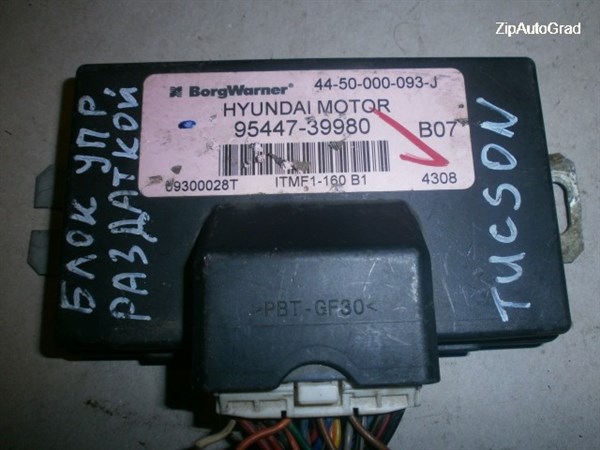 ZipAutoGrad
BorgWarner® 44-50-000-093-J
HYUNDAI MOTOR
95447-39980 B07
09300028T ITMF1-160 B1 4308
БЛОК УПР
РАЗДАТКОЙ
TUCSON
>PBT-GF30<